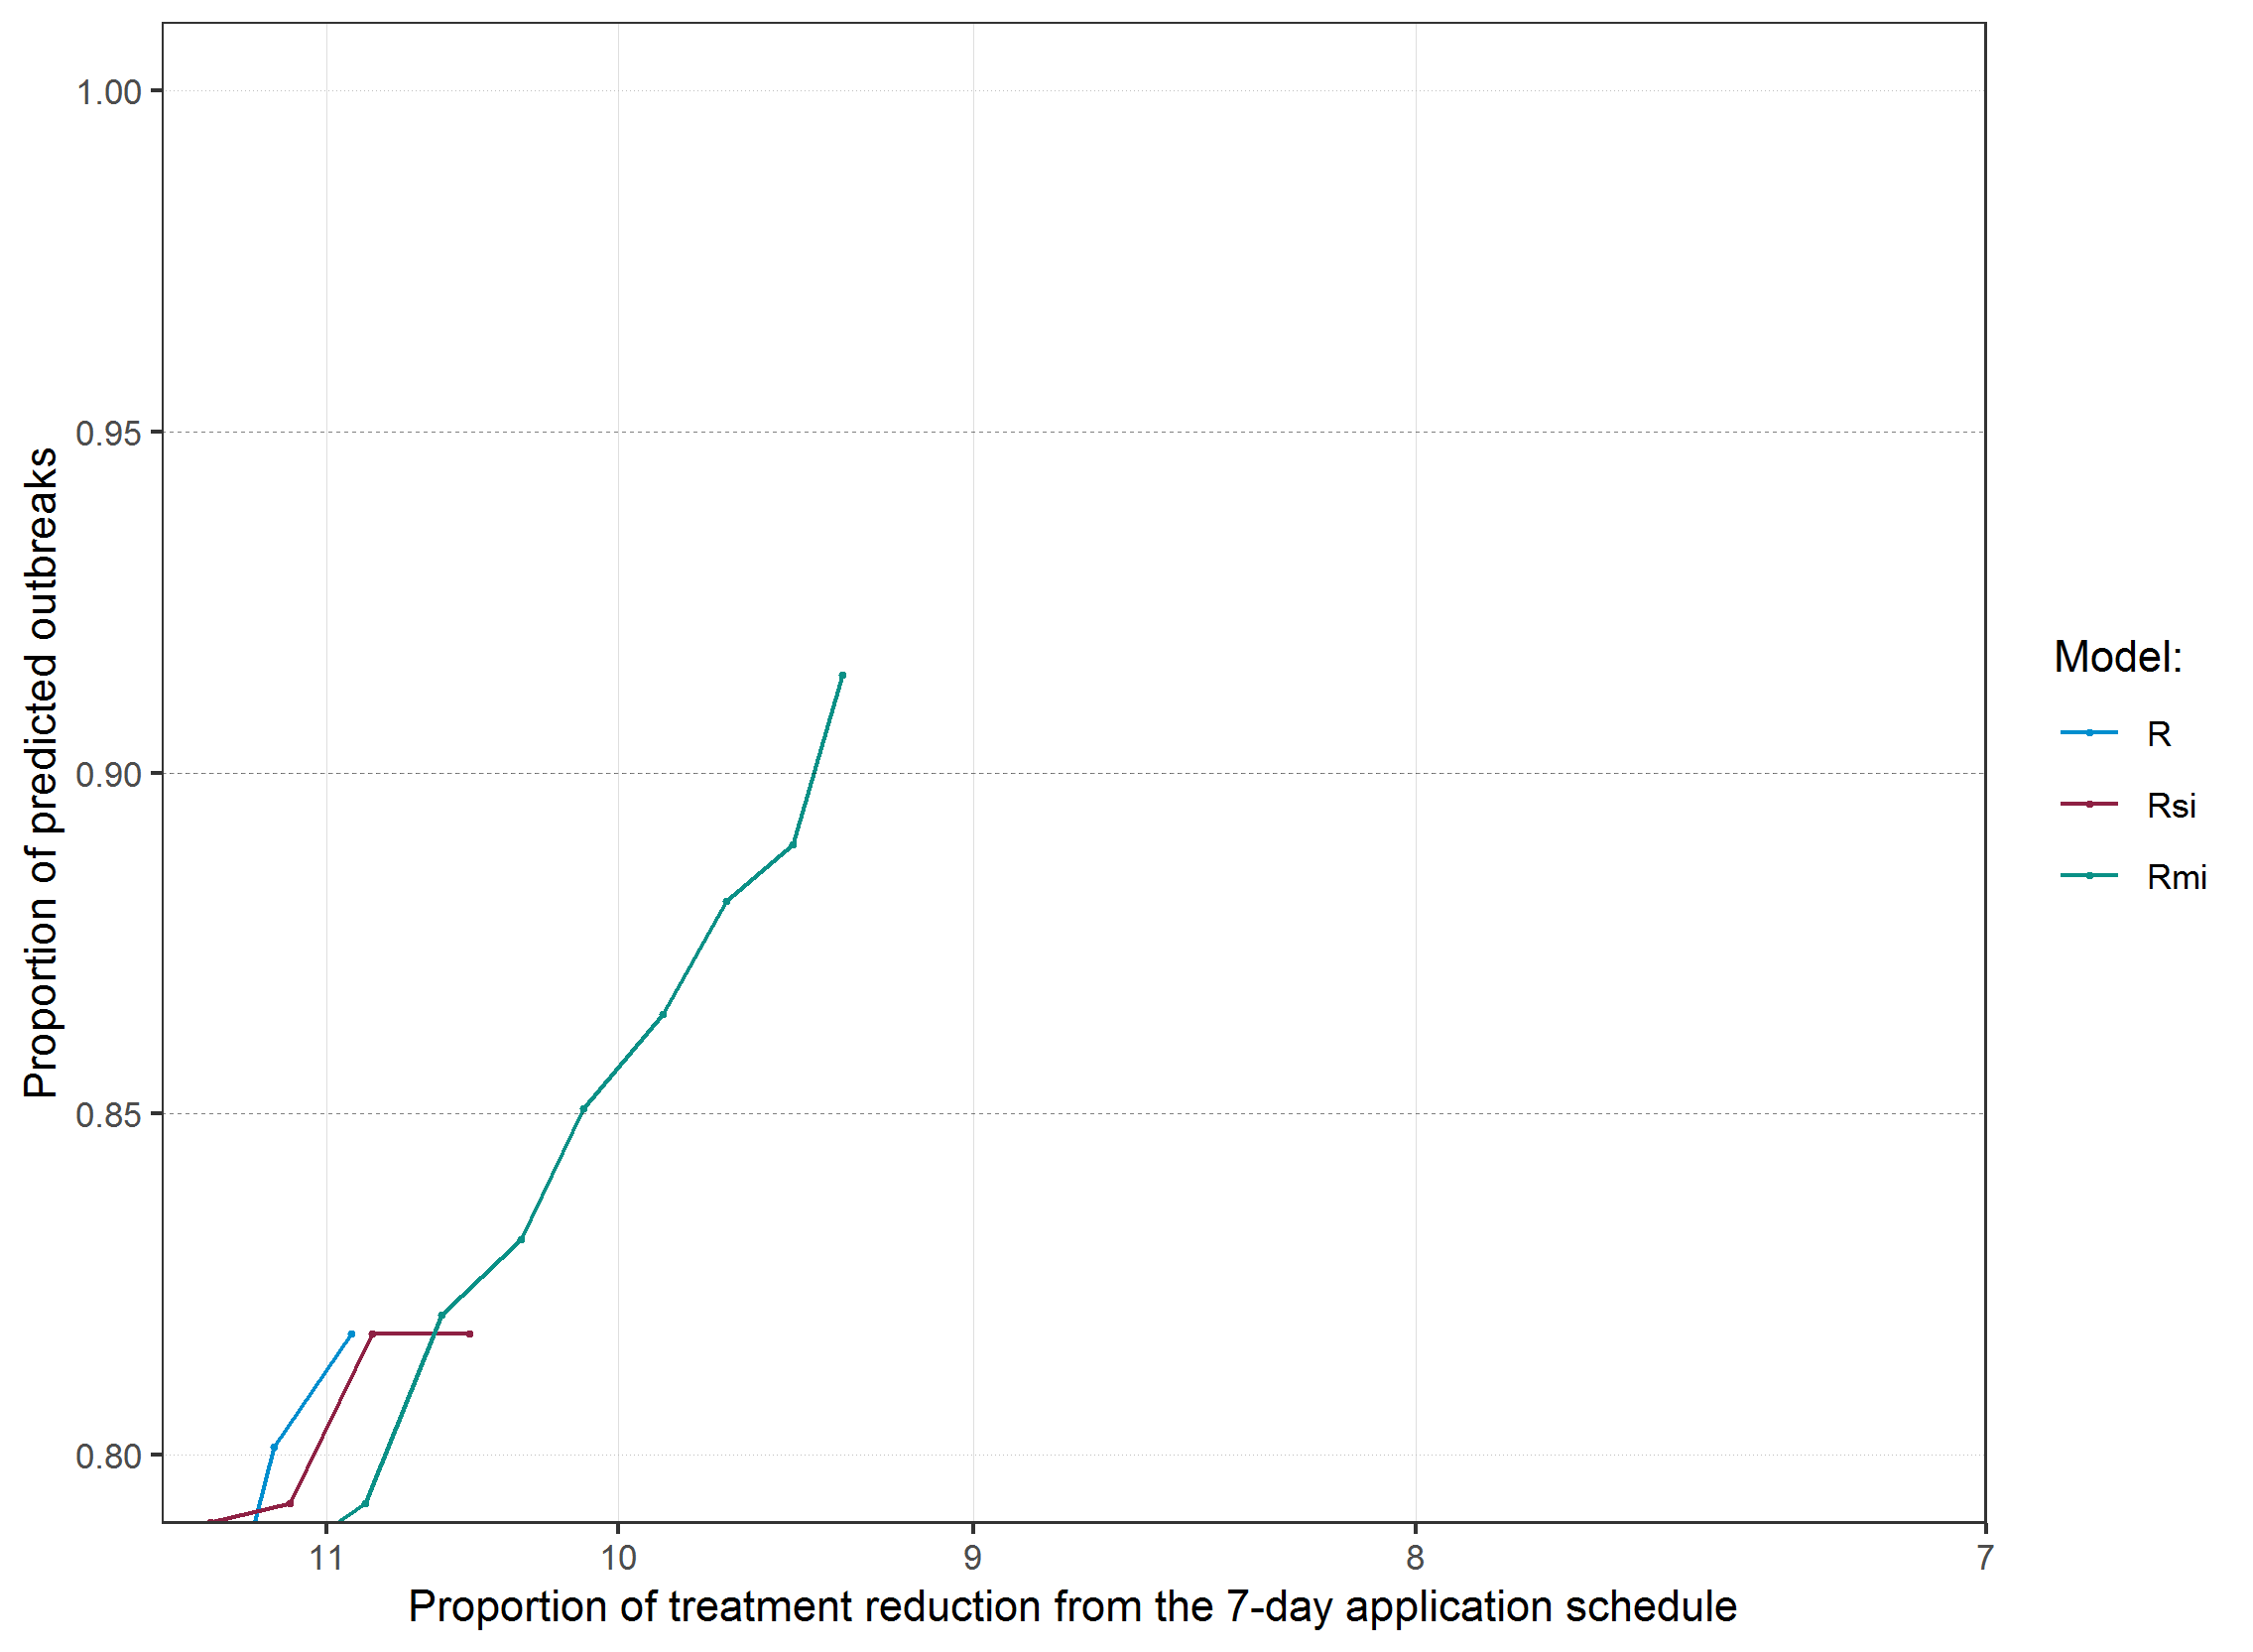 Proportion of predicted outbreaks
1.00
0.95
0.90
0.85
0.80
11 10 9 8 7
Proportion of treatment reduction from the 7-day application schedule
Model:
R
Rsi
Rmi